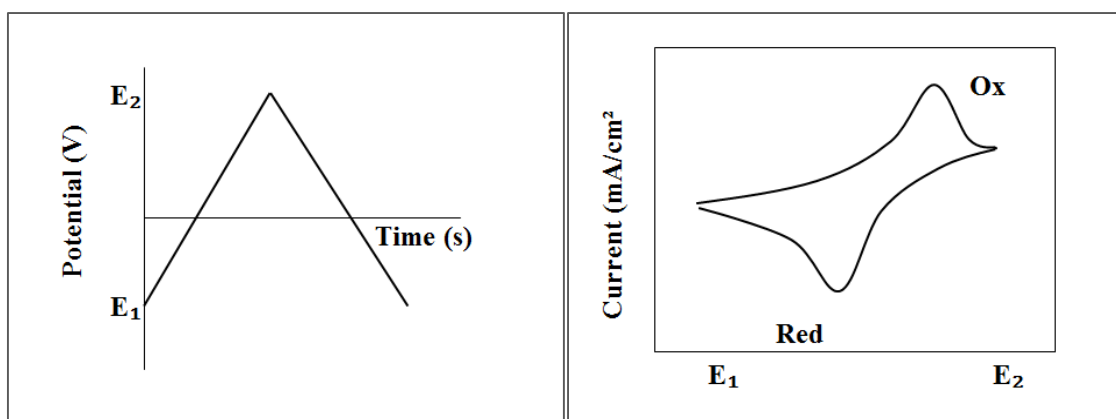 E₂
Potential (V)
Time (s)
E₁
Ox
Current (mA/cm²)
Red
E₁
E₂